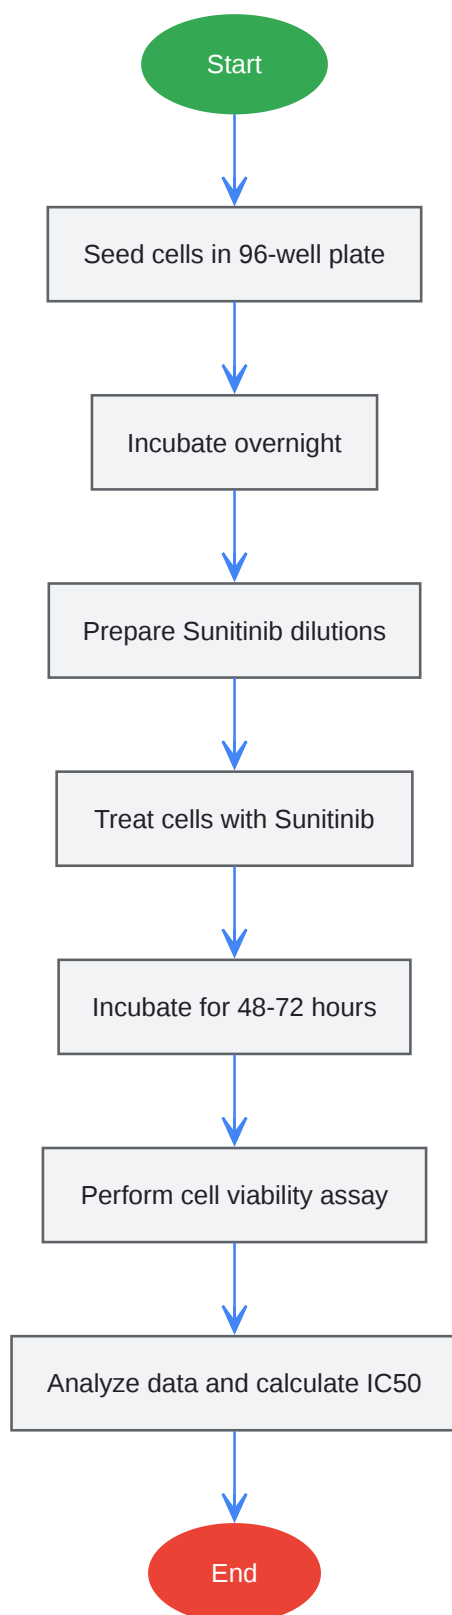 Start
Seed cells in 96-well plate
Incubate overnight
Prepare Sunitinib dilutions
Treat cells with Sunitinib
Incubate for 48-72 hours
Perform cell viability assay
Analyze data and calculate IC50
End